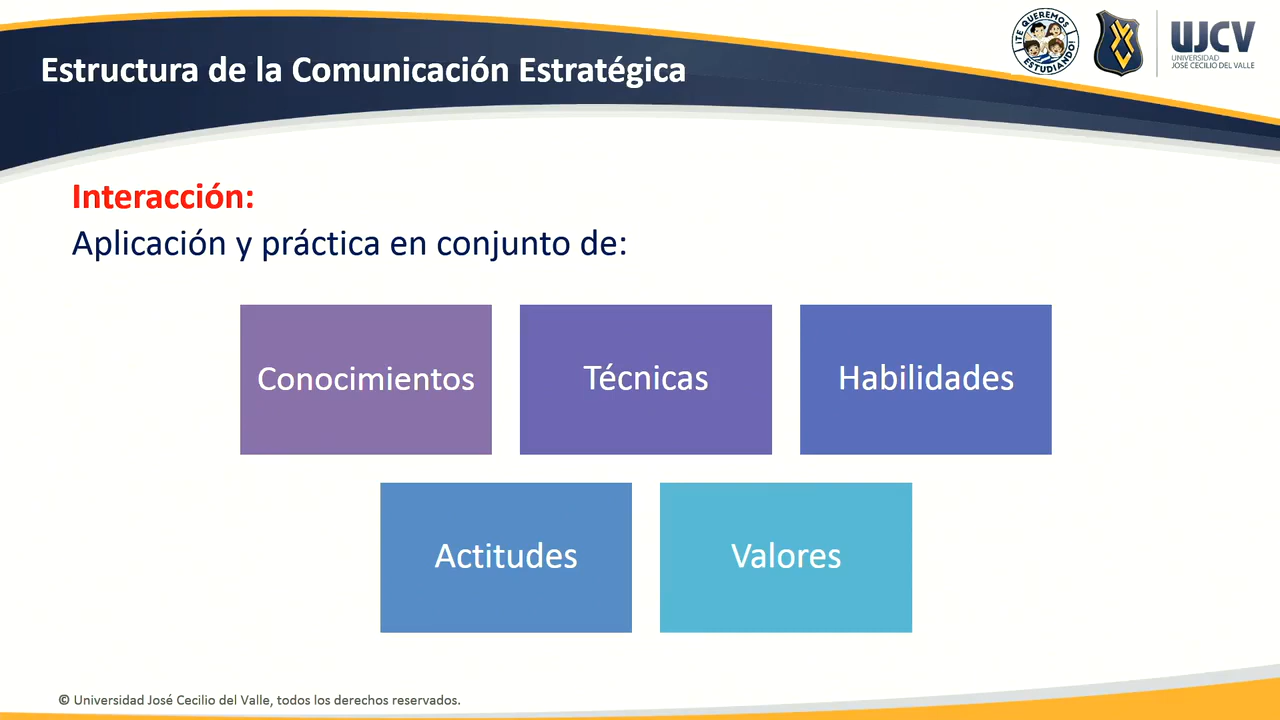 Estructura de la Comunicación Estratégica
¡TE QUEREMOS
ESTUDIANDO!
UJCV
UNIVERSIDAD
JOSÉ CECILIO DEL VALLE
Interacción:
Aplicación y práctica en conjunto de:
Conocimientos
Técnicas
Habilidades
Actitudes
Valores
© Universidad José Cecilio del Valle, todos los derechos reservados.